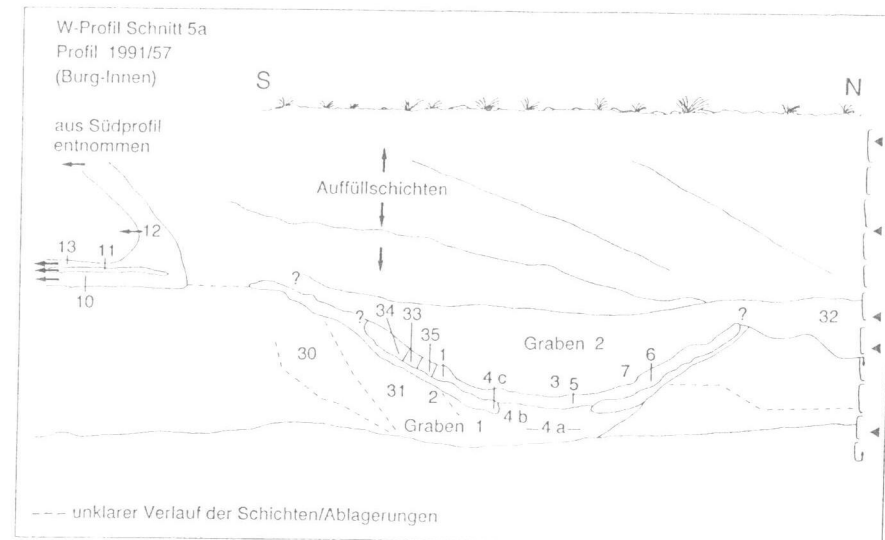 W-Profil Schnitt 5a
Profil 1991/57
(Burg-Innen)
S
N
aus Südprofil
entnommen
Auffüllschichten
12
13
11
10
?
?
?
34
33
35
1
30
31
2
4 c
4 b
4 a
3
5
7
6
32
Graben 2
Graben 1
--- unklarer Verlauf der Schichten/Ablagerungen